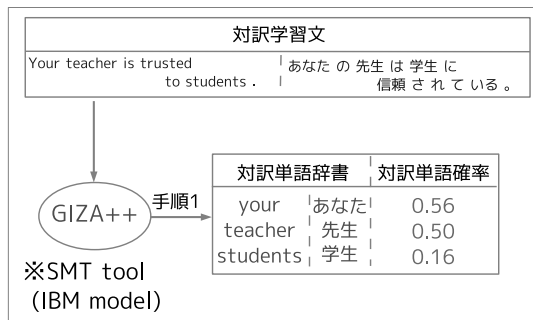 対訳学習文
Your teacher is trusted
to students .
あなた の 先生 は 学生 に
信頼 さ れ て いる 。
GIZA++
手順1
※SMT tool
(IBM model)
対訳単語辞書 対訳単語確率
your あなた 0.56
teacher 先生 0.50
students 学生 0.16